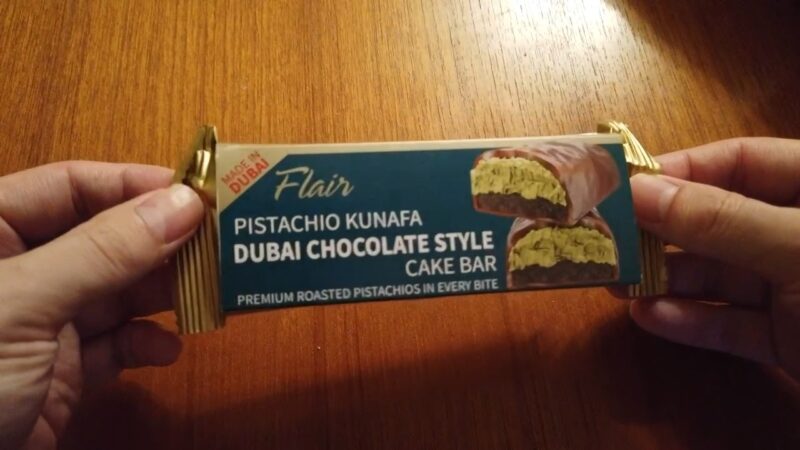 MADE IN
DUBAI
Flair
PISTACHIO KUNAFA
DUBAI CHOCOLATE STYLE
CAKE BAR
PREMIUM ROASTED PISTACHIOS IN EVERY BITE